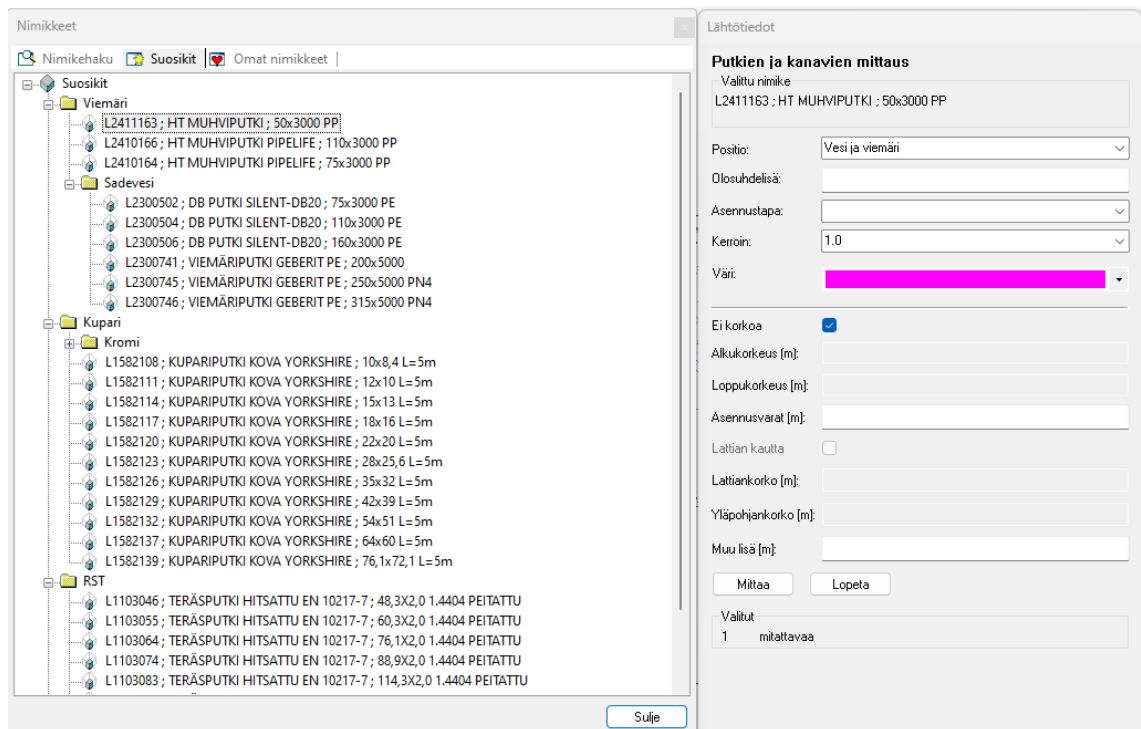 Nimikkeet
Nimikehaku Suosikit Omat nimikkeet
Suosikit
Viemäri
L2411163 ; HT MUHVIPUTKI ; 50x3000 PP
L2410166 ; HT MUHVIPUTKI PIPELIFE ; 110x3000 PP
L2410164 ; HT MUHVIPUTKI PIPELIFE ; 75x3000 PP
Sadevesi
L2300502 ; DB PUTKI SILENT-DB20 ; 75x3000 PE
L2300504 ; DB PUTKI SILENT-DB20 ; 110x3000 PE
L2300506 ; DB PUTKI SILENT-DB20 ; 160x3000 PE
L2300741 ; VIEMÄRIPUTKI GEBERIT PE ; 200x5000
L2300745 ; VIEMÄRIPUTKI GEBERIT PE ; 250x5000 PN4
L2300746 ; VIEMÄRIPUTKI GEBERIT PE ; 315x5000 PN4
Kupari
Kromi
L1582108 ; KUPARIPUTKI KOVA YORKSHIRE ; 10x8,4 L=5m
L1582111 ; KUPARIPUTKI KOVA YORKSHIRE ; 12x10 L=5m
L1582114 ; KUPARIPUTKI KOVA YORKSHIRE ; 15x13 L=5m
L1582117 ; KUPARIPUTKI KOVA YORKSHIRE ; 18x16 L=5m
L1582120 ; KUPARIPUTKI KOVA YORKSHIRE ; 22x20 L=5m
L1582123 ; KUPARIPUTKI KOVA YORKSHIRE ; 28x25,6 L=5m
L1582126 ; KUPARIPUTKI KOVA YORKSHIRE ; 35x32 L=5m
L1582129 ; KUPARIPUTKI KOVA YORKSHIRE ; 42x39 L=5m
L1582132 ; KUPARIPUTKI KOVA YORKSHIRE ; 54x51 L=5m
L1582137 ; KUPARIPUTKI KOVA YORKSHIRE ; 64x60 L=5m
L1582139 ; KUPARIPUTKI KOVA YORKSHIRE ; 76,1x72,1 L=5m
RST
L1103046 ; TERÄSPUTKI HITSATTU EN 10217-7 ; 48,3X2,0 1.4404 PEITATTU
L1103055 ; TERÄSPUTKI HITSATTU EN 10217-7 ; 60,3X2,0 1.4404 PEITATTU
L1103064 ; TERÄSPUTKI HITSATTU EN 10217-7 ; 76,1X2,0 1.4404 PEITATTU
L1103074 ; TERÄSPUTKI HITSATTU EN 10217-7 ; 88,9X2,0 1.4404 PEITATTU
L1103083 ; TERÄSPUTKI HITSATTU EN 10217-7 ; 114,3X2,0 1.4404 PEITATTU
Sulje
Lähtötiedot
Putkien ja kanavien mittaus
Valittu nimike
L2411163 ; HT MUHVIPUTKI ; 50x3000 PP
Positio: Vesi ja viemäri
Olosuhdelisä:
Asennustapa:
Kerroin: 1.0
Väri:
Ei korkoa
Alkukorkeus (m):
Loppukorkeus [m]:
Asennusvarat [m]:
Lattian kautta
Lattiankorko [m]:
Yläpohjankorko [m]:
Muu lisä [m]:
Mittaa Lopeta
Valitut
1 mitattavaa